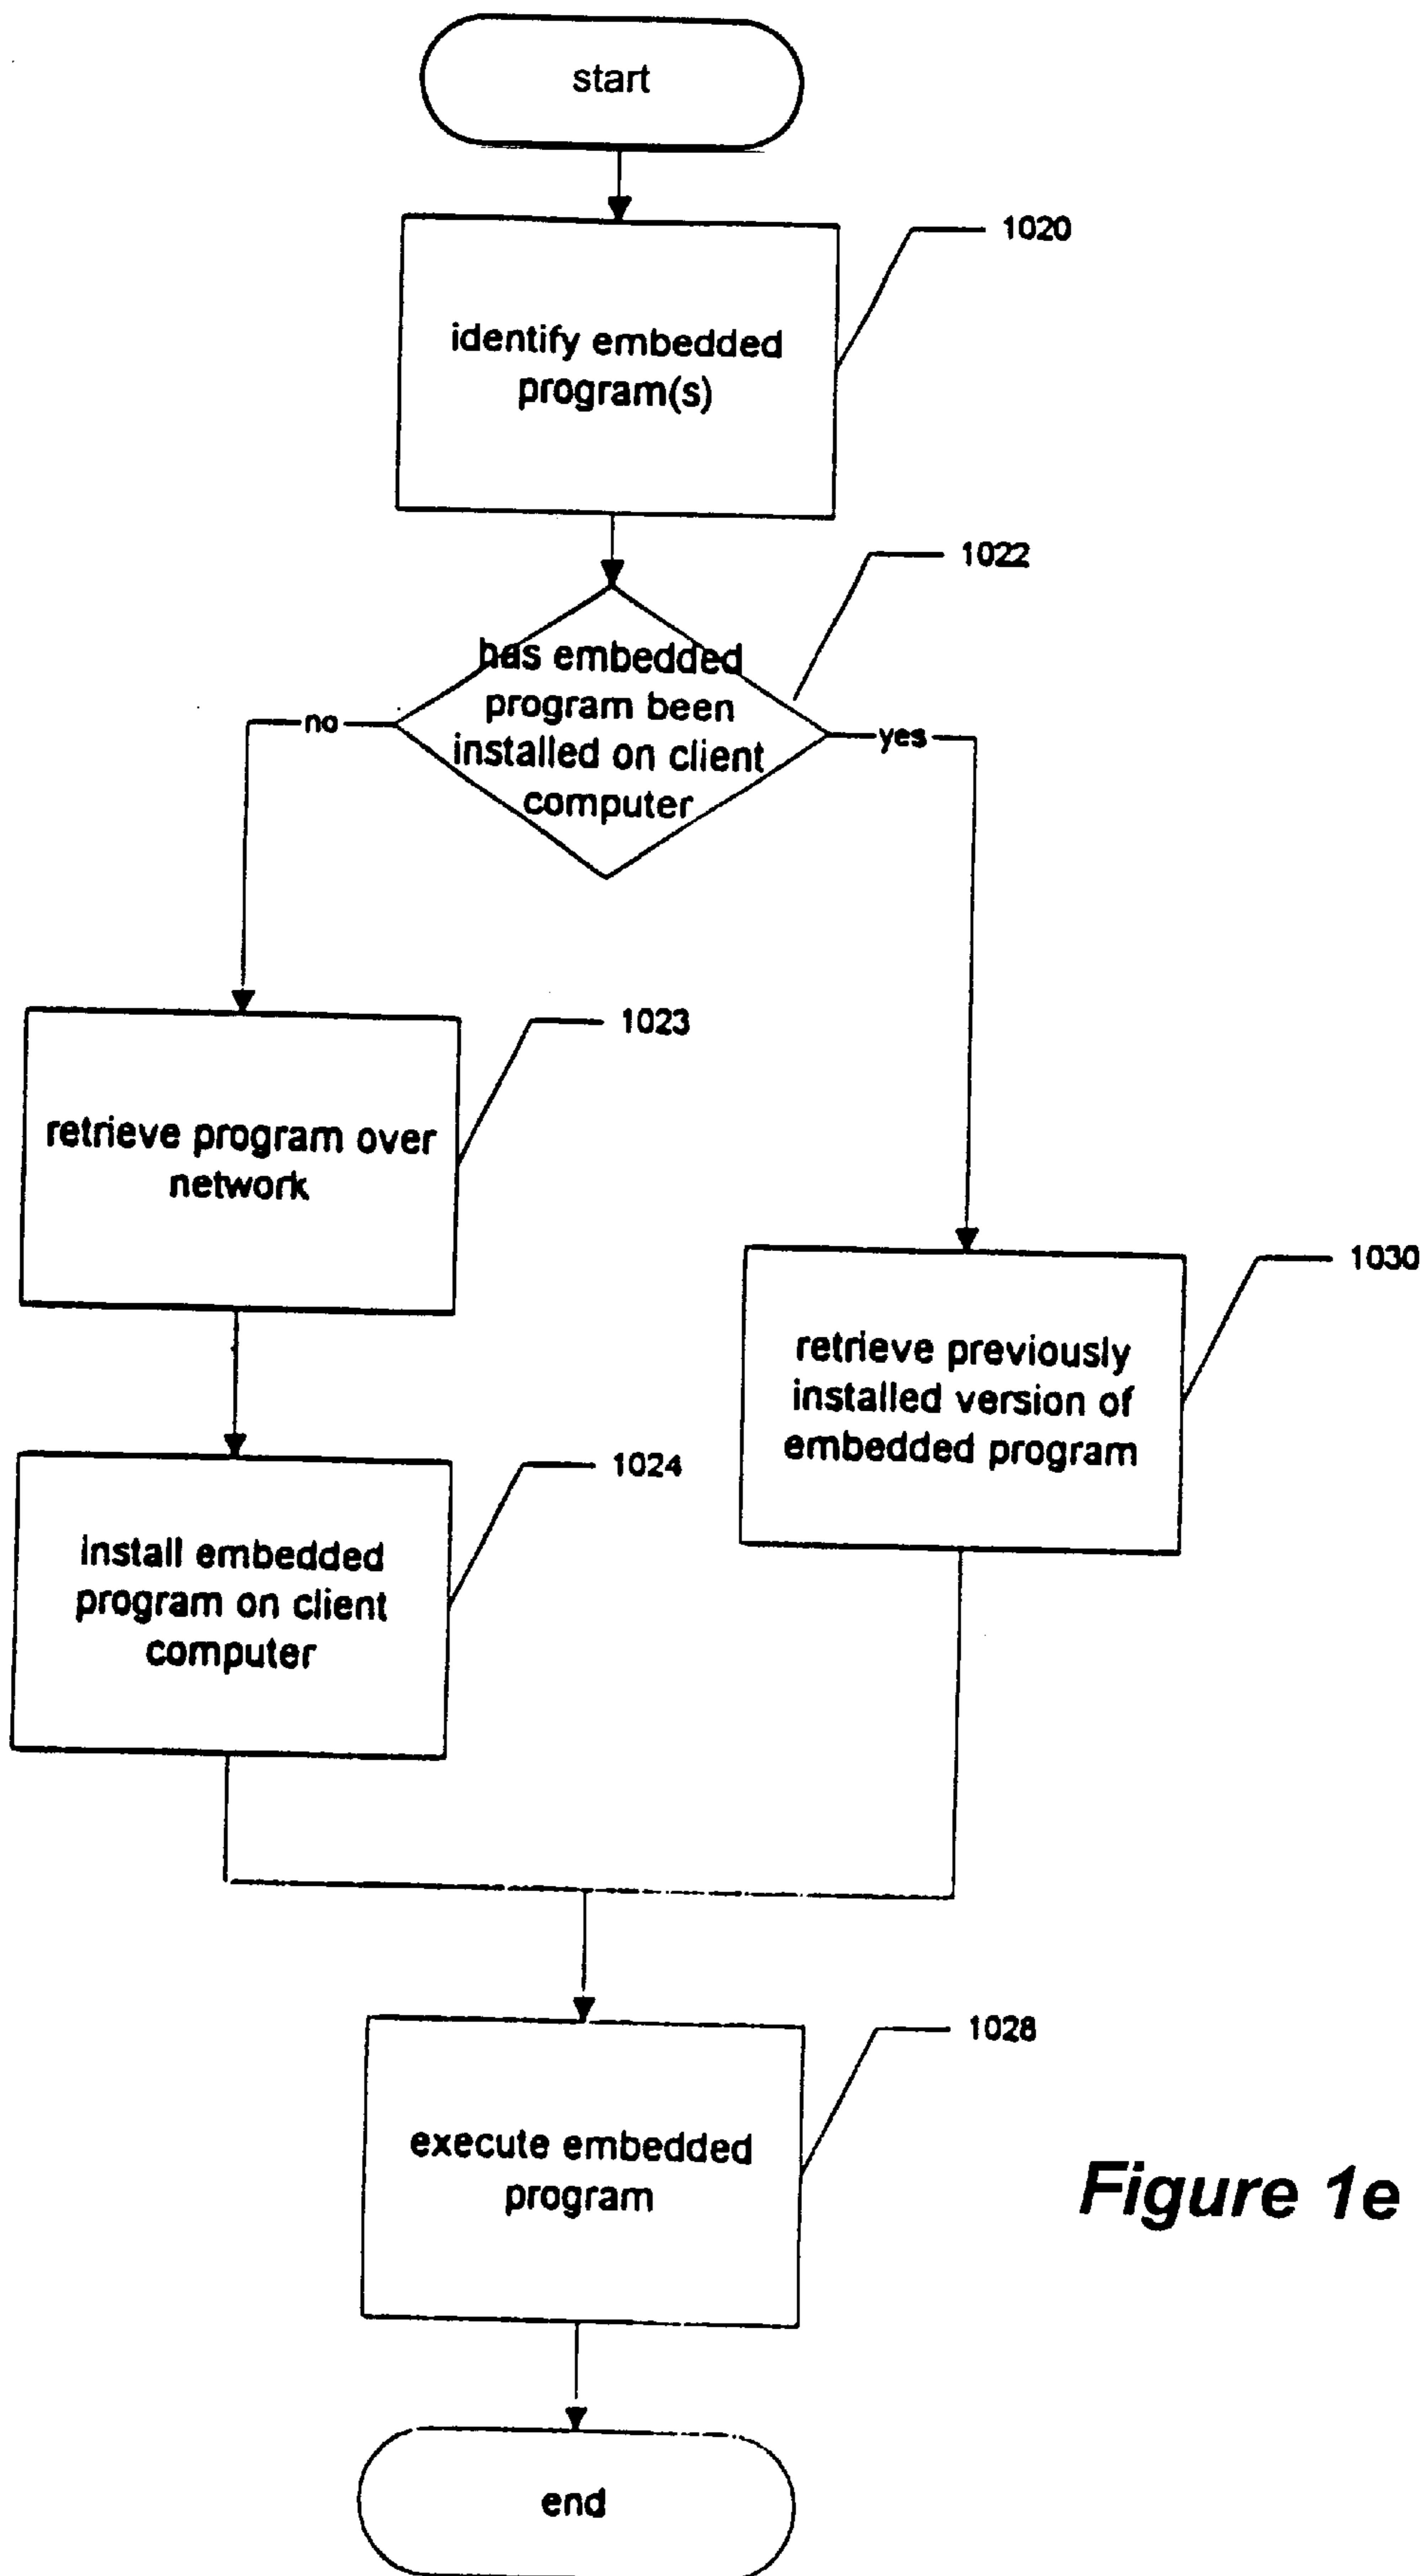 start
1020
identify embedded
program(s)
1022
has embedded
program been
installed on client
computer
no
yes
1023
retrieve program over
network
1030
retrieve previously
installed version of
embedded program
1024
install embedded
program on client
computer
1028
execute embedded
program
Figure 1e
end